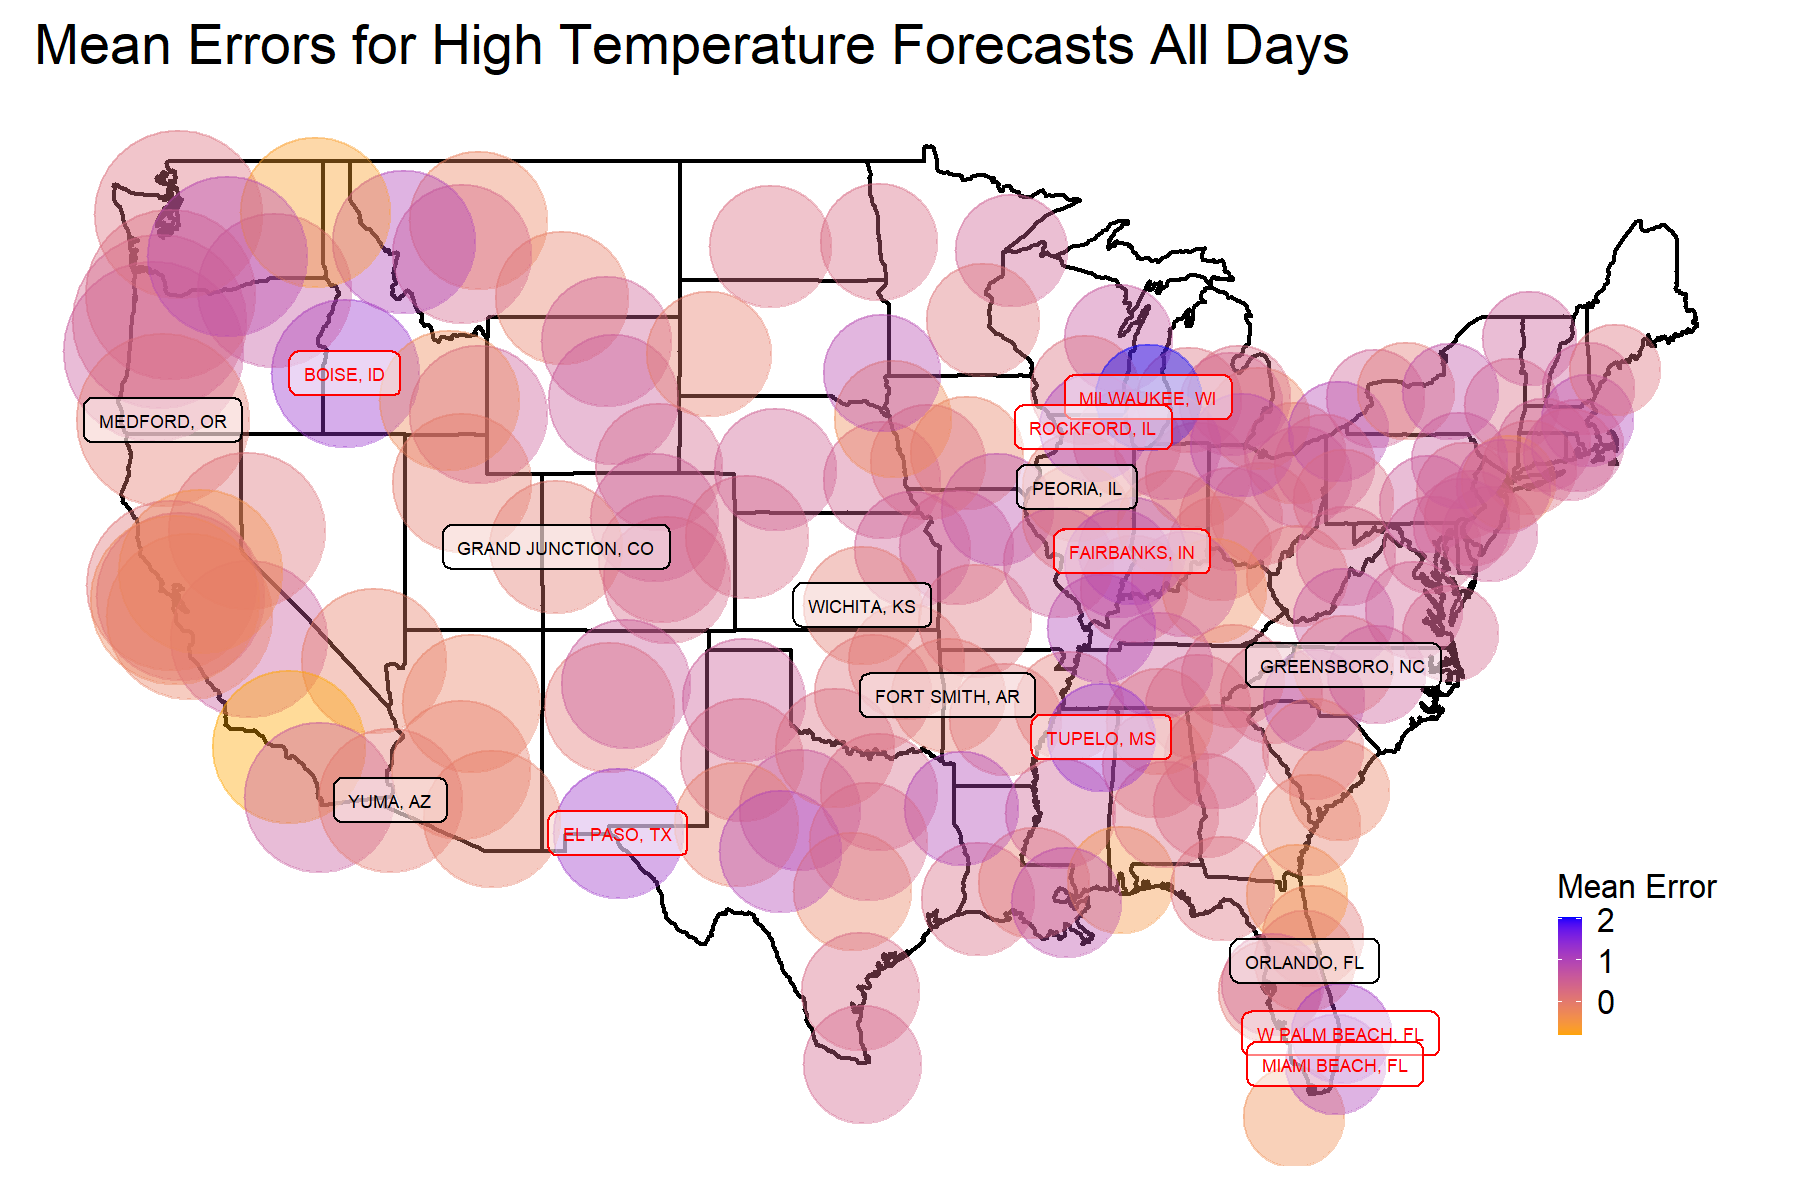 Mean Errors for High Temperature Forecasts All Days
BOISE, ID
MILWAUKEE, WI
MEDFORD, OR
ROCKFORD, IL
PEORIA, IL
GRAND JUNCTION, CO
FAIRBANKS, IN
WICHITA, KS
GREENSBORO, NC
FORT SMITH, AR
TUPELO, MS
YUMA, AZ
EL PASO, TX
Mean Error
2
1
0
ORLANDO, FL
W PALM BEACH, FL
MIAMI BEACH, FL